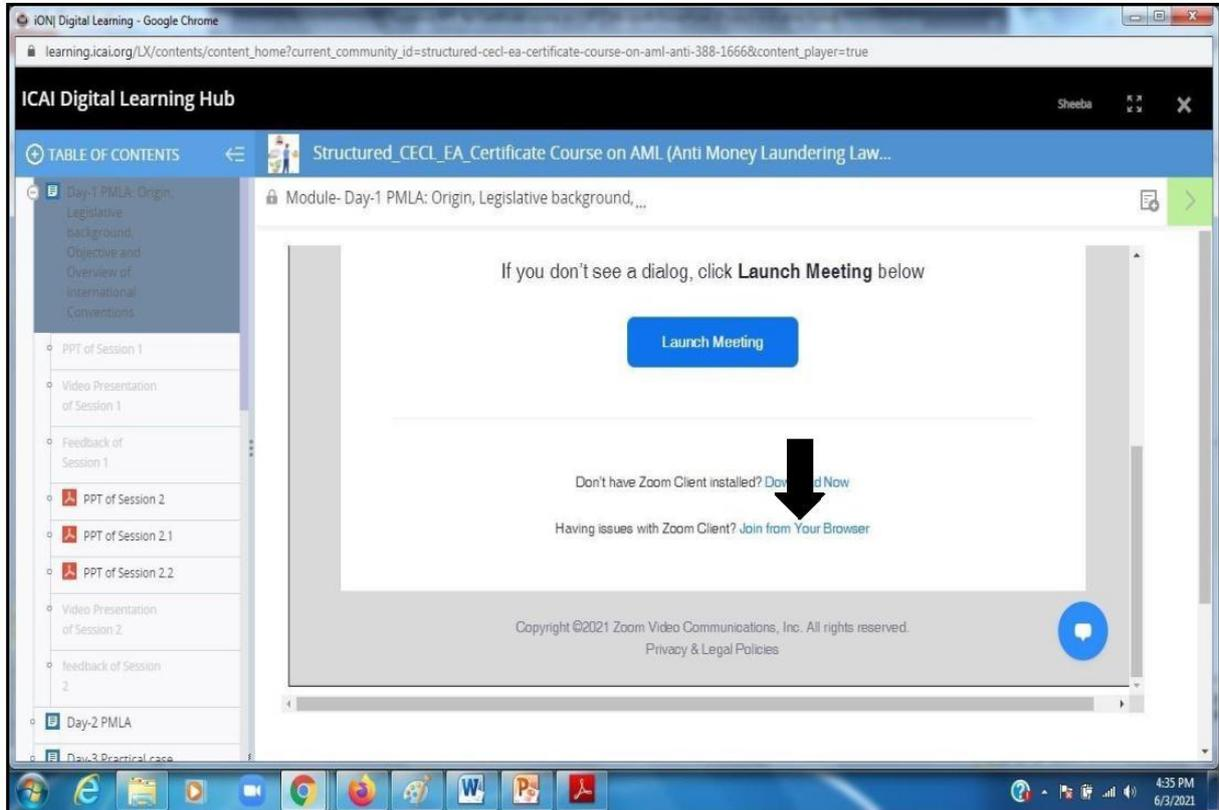 iON| Digital Learning - Google Chrome
learning.icai.org/LX/contents/content_home?current_community_id=structured-cecl-ea-certificate-course-on-aml-anti-388-1666&content_player=true
ICAI Digital Learning Hub
Sheeba
TABLE OF CONTENTS
Structured_CECL_EA_Certificate Course on AML (Anti Money Laundering Law...
Day-1 PMLA: Origin,
Legislative
background,
Objective and
Overview of
International
Conventions
PPT of Session 1
Video Presentation
of Session 1
Feedback of
Session 1
PPT of Session 2
PPT of Session 2.1
PPT of Session 2.2
Video Presentation
of Session 2
feedback of Session
2
Day-2 PMLA
Day-3 Practical case
Module- Day-1 PMLA: Origin, Legislative background,...
If you don't see a dialog, click Launch Meeting below
Launch Meeting
Don't have Zoom Client installed? Now
Having issues with Zoom Client? Join from Your Browser
Copyright ©2021 Zoom Video Communications, Inc. All rights reserved.
Privacy & Legal Policies
4:35 PM
6/3/2021